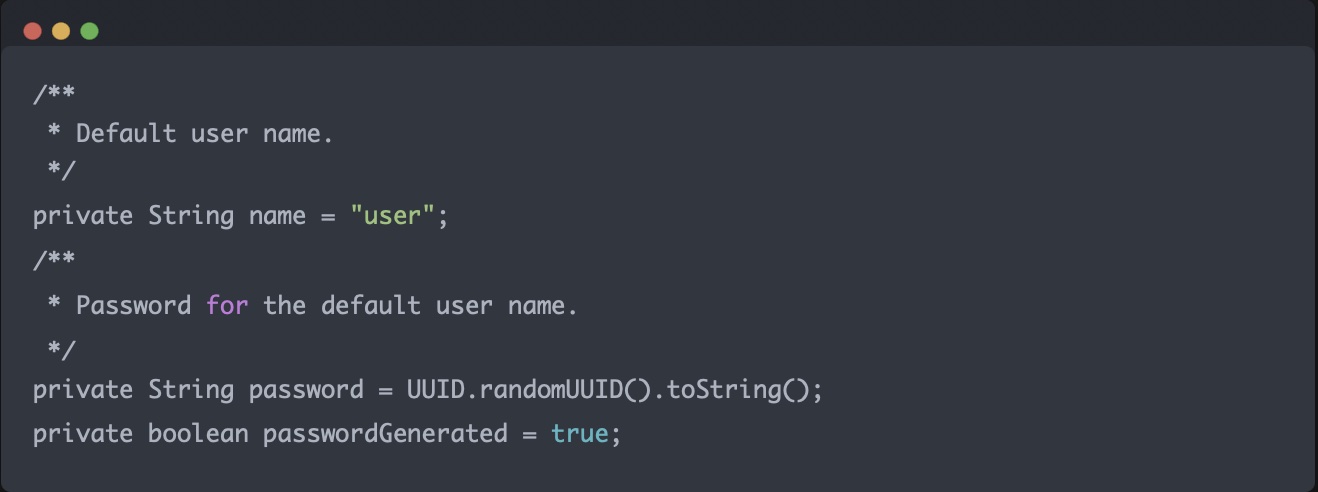 /**
 * Default user name.
 */
private String name = "user";
/**
 * Password for the default user name.
 */
private String password = UUID.randomUUID().toString();
private boolean passwordGenerated = true;